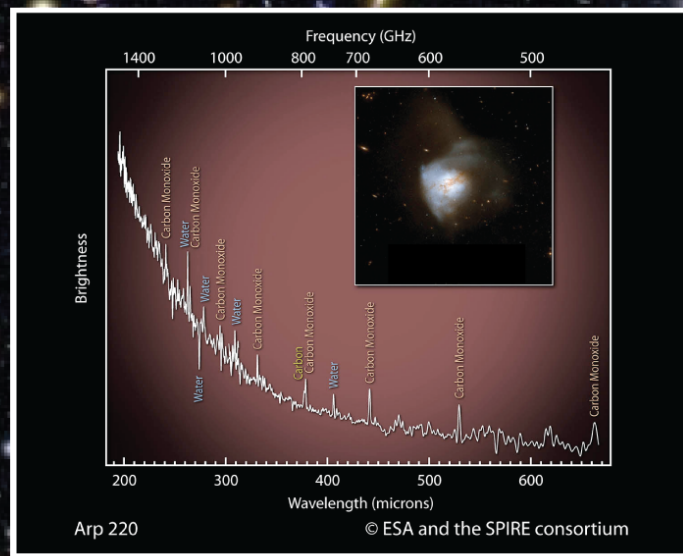 Frequency (GHz)
1400 1000 800 700 600 500
Brightness
Carbon Monoxide
Water
Carbon Monoxide
Water
Water
Carbon Monoxide
Water
Carbon Monoxide
Carbon
Carbon Monoxide
Water
Carbon Monoxide
Carbon Monoxide
Carbon Monoxide
200 300 400 500 600
Wavelength (microns)
Arp 220
© ESA and the SPIRE consortium